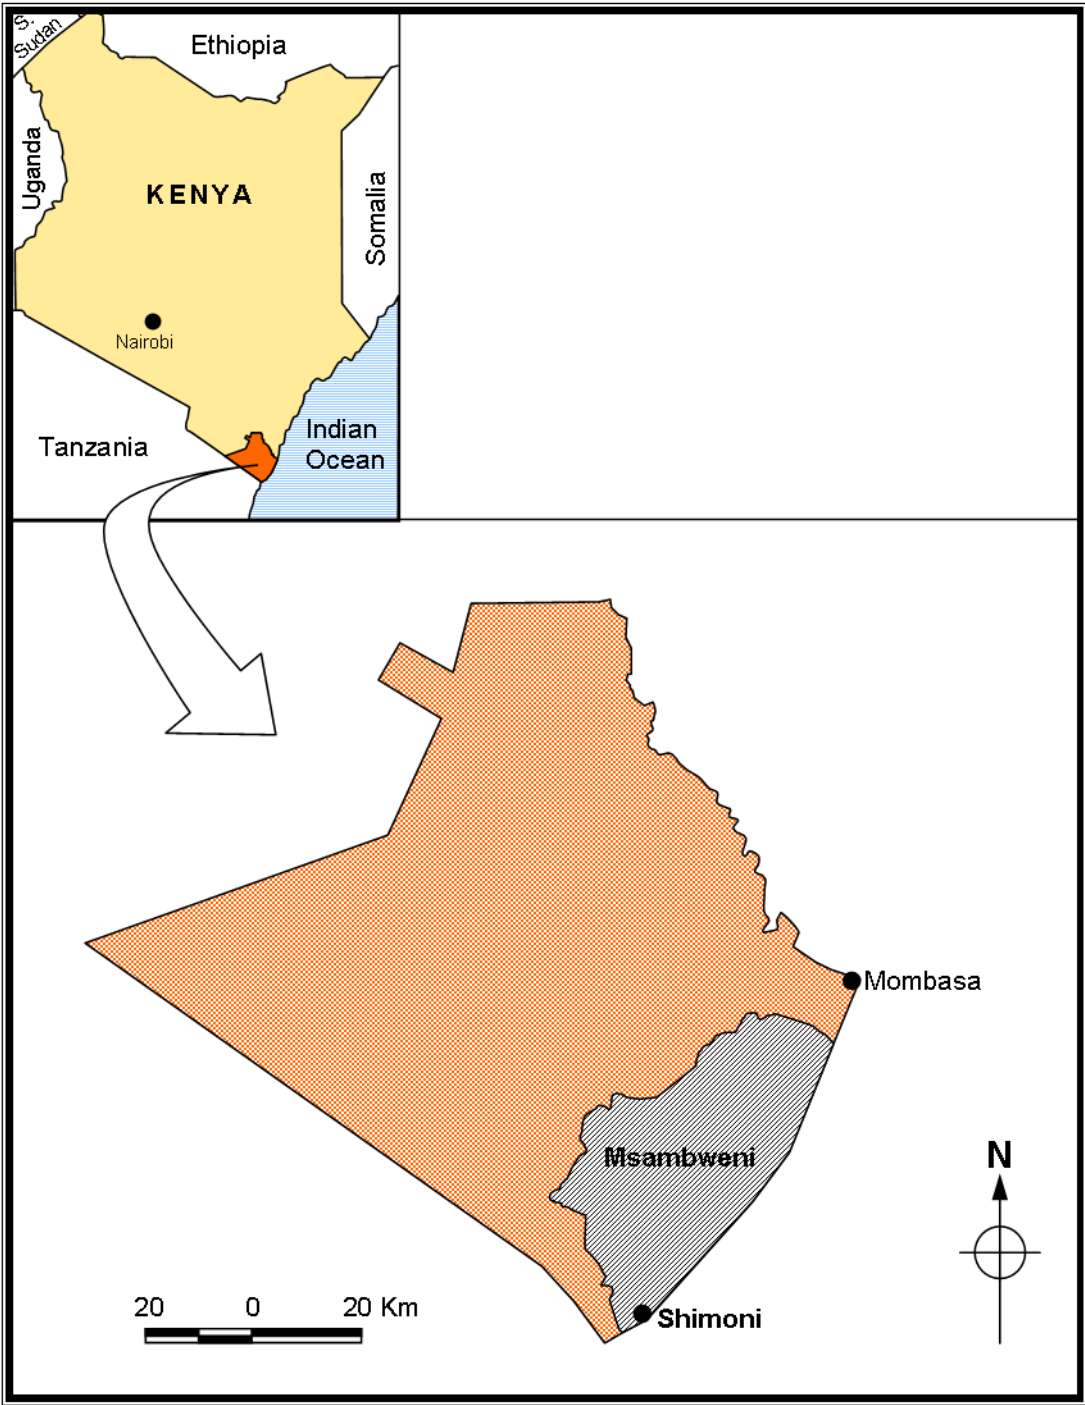 S.
Sudan
Ethiopia
Uganda
KENYA
Somalia
Nairobi
Tanzania
Indian
Ocean
Mombasa
Msambweni
N
20 0 20 Km
Shimoni